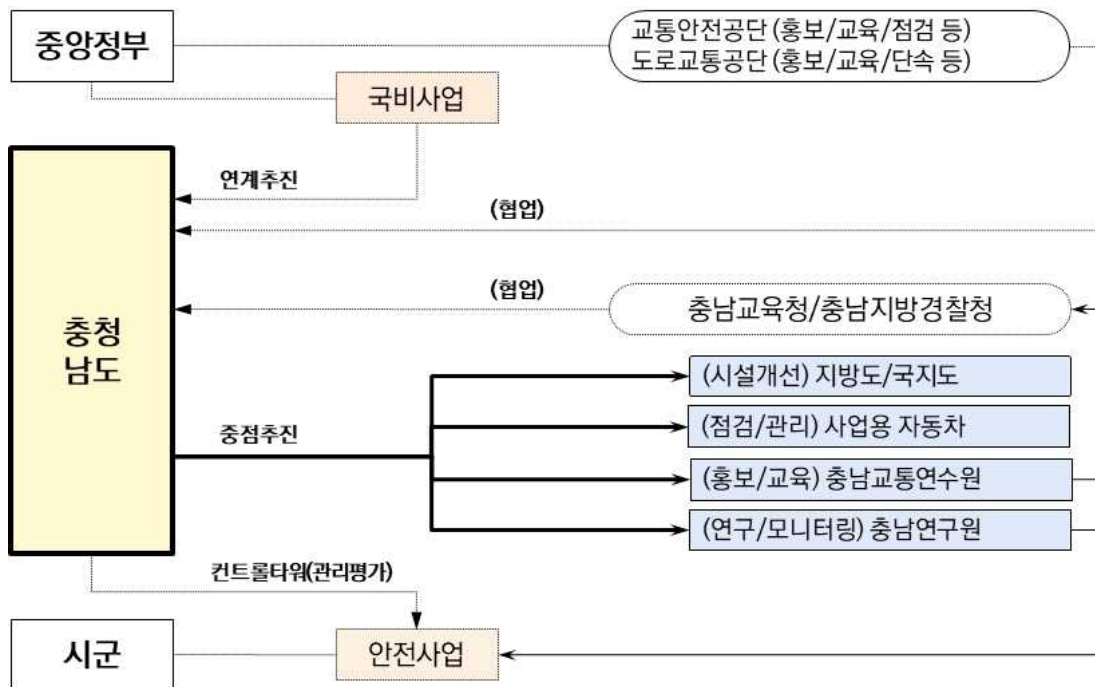 중앙정부
교통안전공단 (홍보/교육/점검 등)
도로교통공단 (홍보/교육/단속 등)
국비사업
연계추진
(협업)
(협업)
충남교육청/충남지방경찰청
충청
남도
(시설개선) 지방도/국지도
(점검/관리) 사업용 자동차
중점추진
(홍보/교육) 충남교통연수원
(연구/모니터링) 충남연구원
컨트롤타워(관리평가)
시군
안전사업